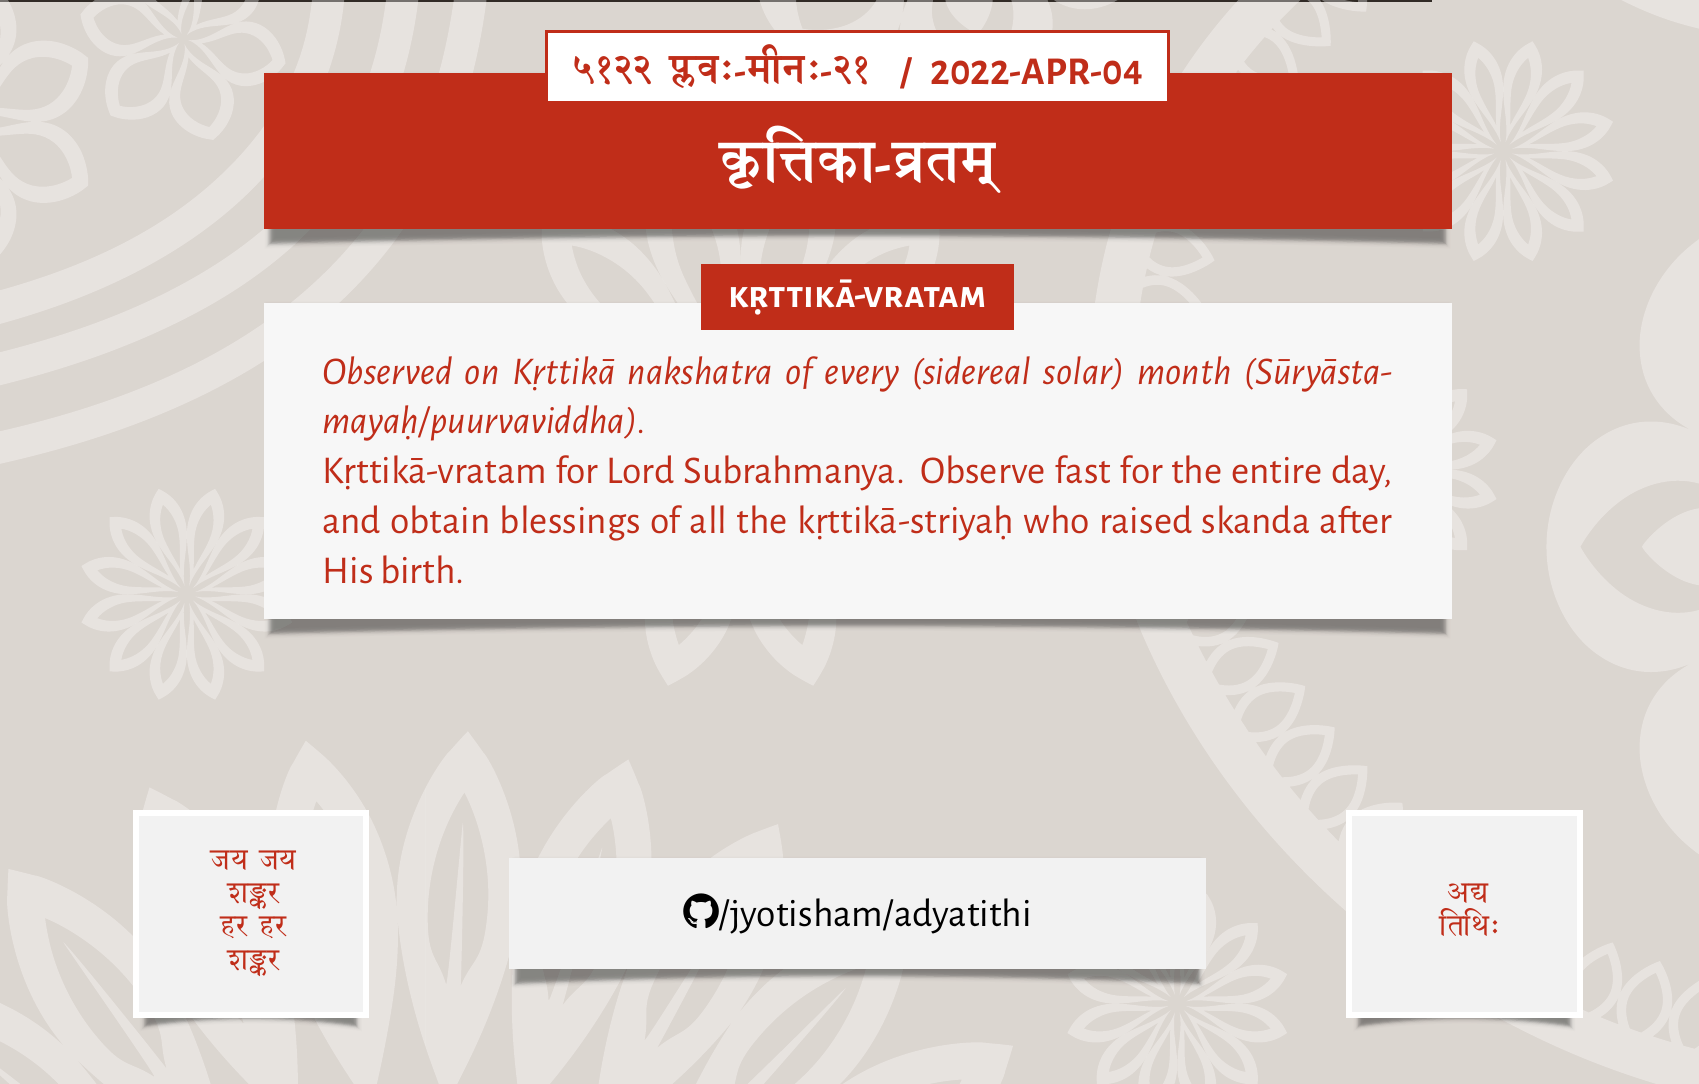 ५१२२ प्लवः-मीनः-२१ / 2022-APR-04
कृत्तिका-व्रतम्
KṚTTIKĀ-VRATAM
Observed on Kṛttikā nakshatra of every (sidereal solar) month (Sūryāsta-
mayaḥ/puurvaviddha).
Kṛttikā-vratam for Lord Subrahmanya. Observe fast for the entire day,
and obtain blessings of all the kṛttikā-striyaḥ who raised skanda after
His birth.
जय जय
शङ्कर
हर हर
शङ्कर
/jyotisham/adyatithi
अद्य
तिथिः